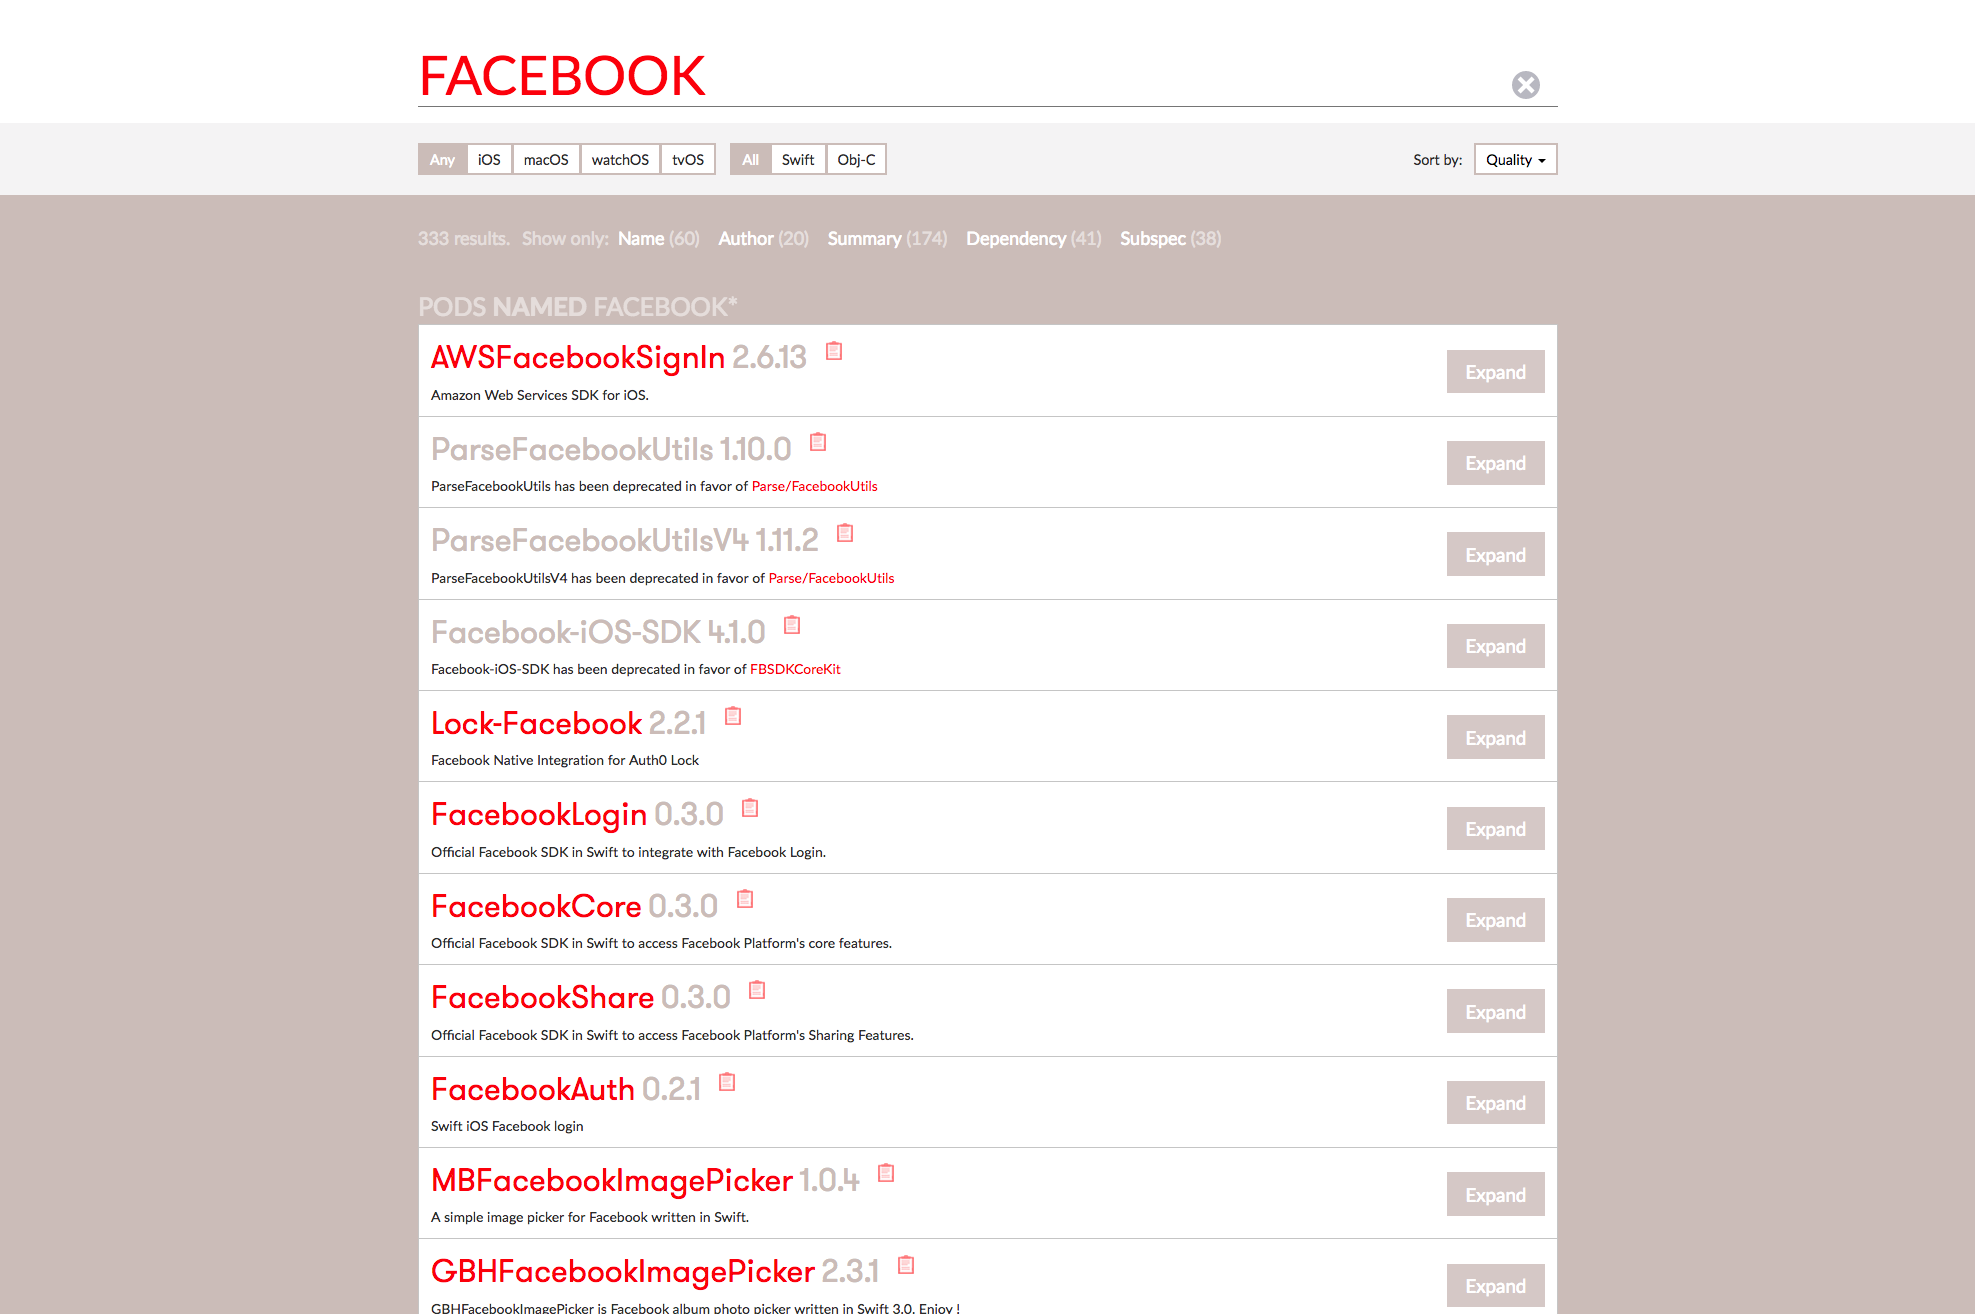 FACEBOOK
Any iOS macOS watchOS tvOS All Swift Obj-C Sort by: Quality
333 results. Show only: Name (60) Author (20) Summary (174) Dependency (41) Subspec (38)
PODS NAMED FACEBOOK*
AWSFacebookSignIn 2.6.13
Amazon Web Services SDK for iOS.
Expand
ParseFacebookUtils 1.10.0
ParseFacebookUtils has been deprecated in favor of Parse/FacebookUtils
Expand
ParseFacebookUtilsV4 1.11.2
ParseFacebookUtilsV4 has been deprecated in favor of Parse/FacebookUtils
Expand
Facebook-iOS-SDK 4.1.0
Facebook-iOS-SDK has been deprecated in favor of FBSDKCoreKit
Expand
Lock-Facebook 2.2.1
Facebook Native Integration for Auth0 Lock
Expand
FacebookLogin 0.3.0
Official Facebook SDK in Swift to integrate with Facebook Login.
Expand
FacebookCore 0.3.0
Official Facebook SDK in Swift to access Facebook Platform's core features.
Expand
FacebookShare 0.3.0
Official Facebook SDK in Swift to access Facebook Platform's Sharing Features.
Expand
FacebookAuth 0.2.1
Swift iOS Facebook login
Expand
MBFacebookImagePicker 1.0.4
A simple image picker for Facebook written in Swift.
Expand
GBHFacebookImagePicker 2.3.1
GBHFacebookImagePicker is Facebook album photo picker written in Swift 3.0. Enjoy !
Expand